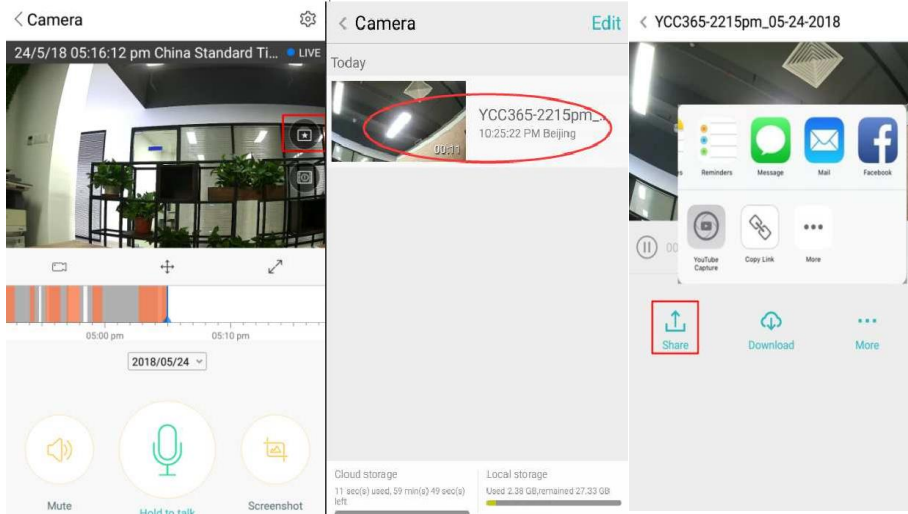 Camera
24/5/18 05:16:12 pm China Standard Ti... LIVE
05:00 pm
05:10 pm
2018/05/24
Mute
Hold to talk
Screenshot
Camera
Edit
Today
YCC365-2215pm_...
10:25:22 PM Beijing
00:11
Cloud storage
11 sec(s) used, 59 min(s) 49 sec(s)
left
Local storage
Used 2.38 GB,remained 27.33 GB
YCC365-2215pm_05-24-2018
Reminders
Message
Mail
Facebook
YouTube
Capture
Copy Link
More
Share
Download
More